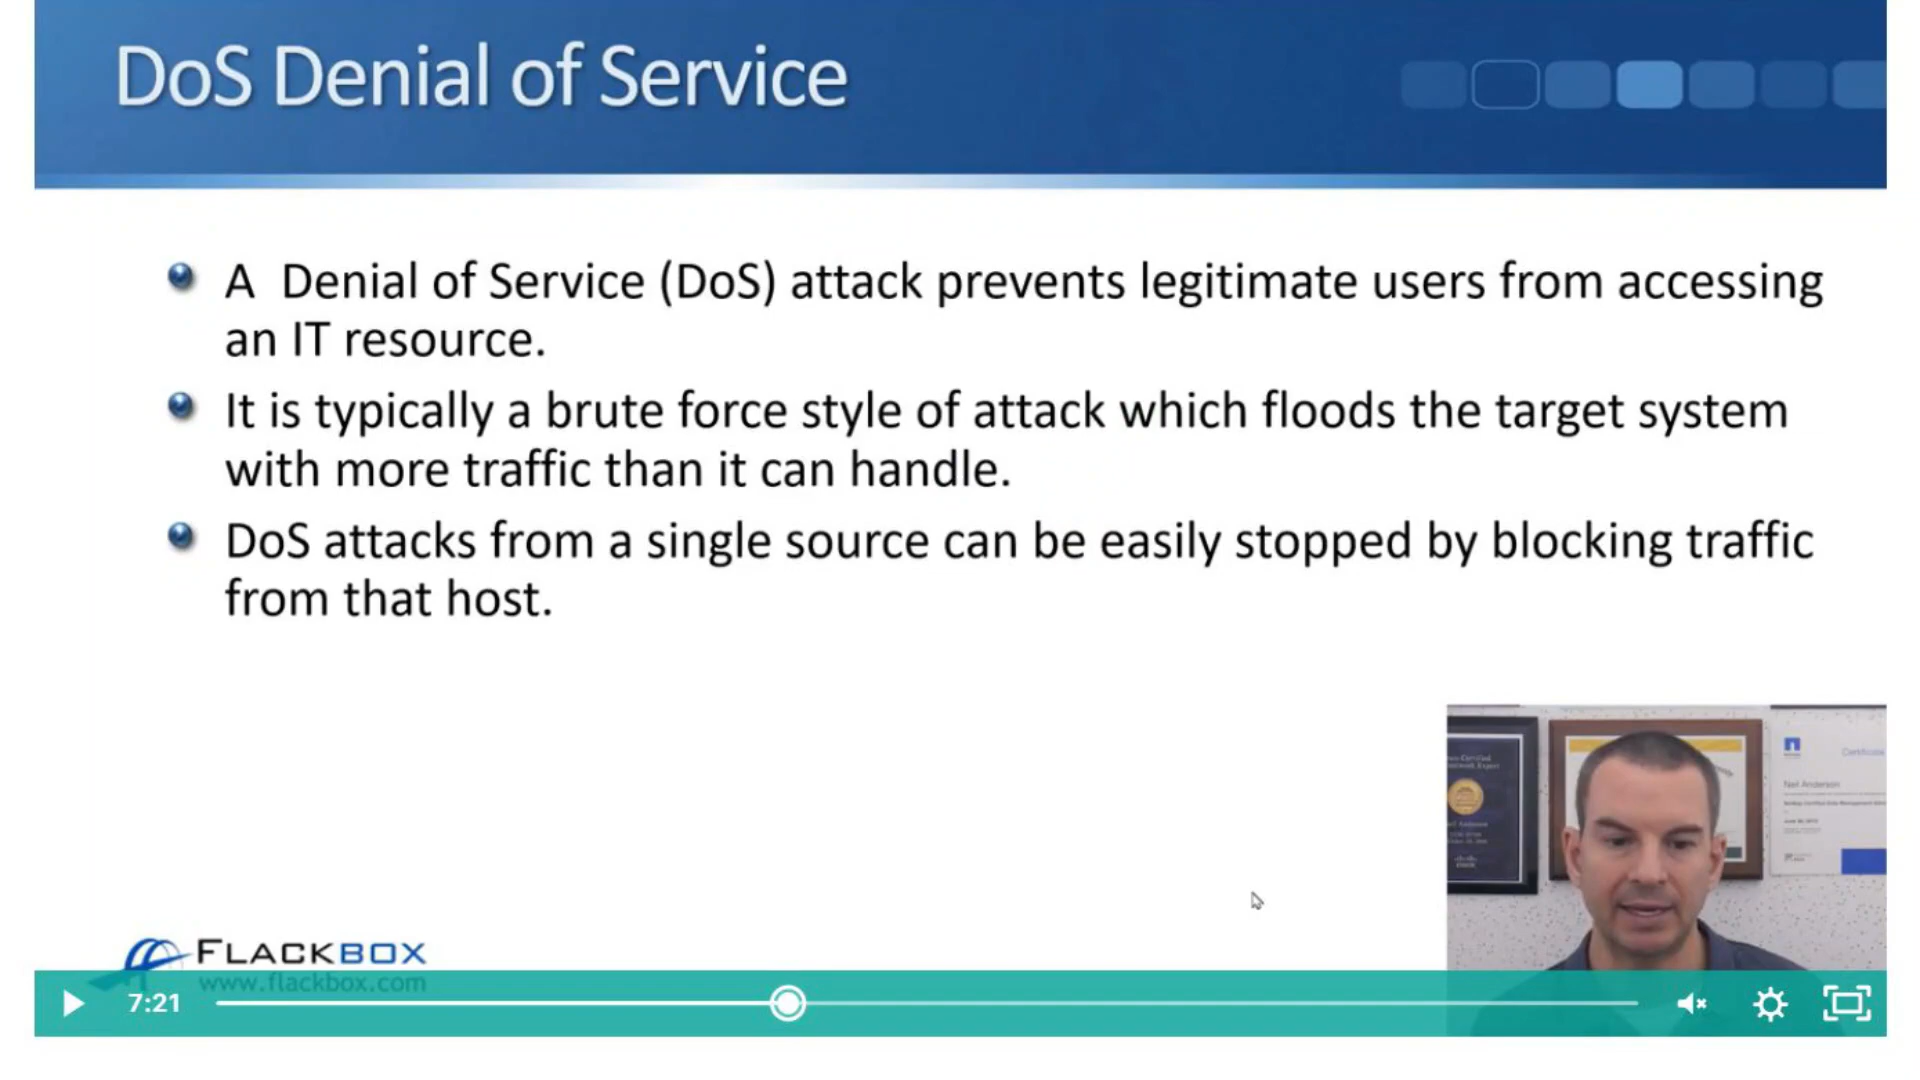 DoS Denial of Service
A Denial of Service (DoS) attack prevents legitimate users from accessing
an IT resource.
It is typically a brute force style of attack which floods the target system
with more traffic than it can handle.
DoS attacks from a single source can be easily stopped by blocking traffic
from that host.
Certificate
Neil Anderson
FLACKBOX
www.flackbox.com
7:21